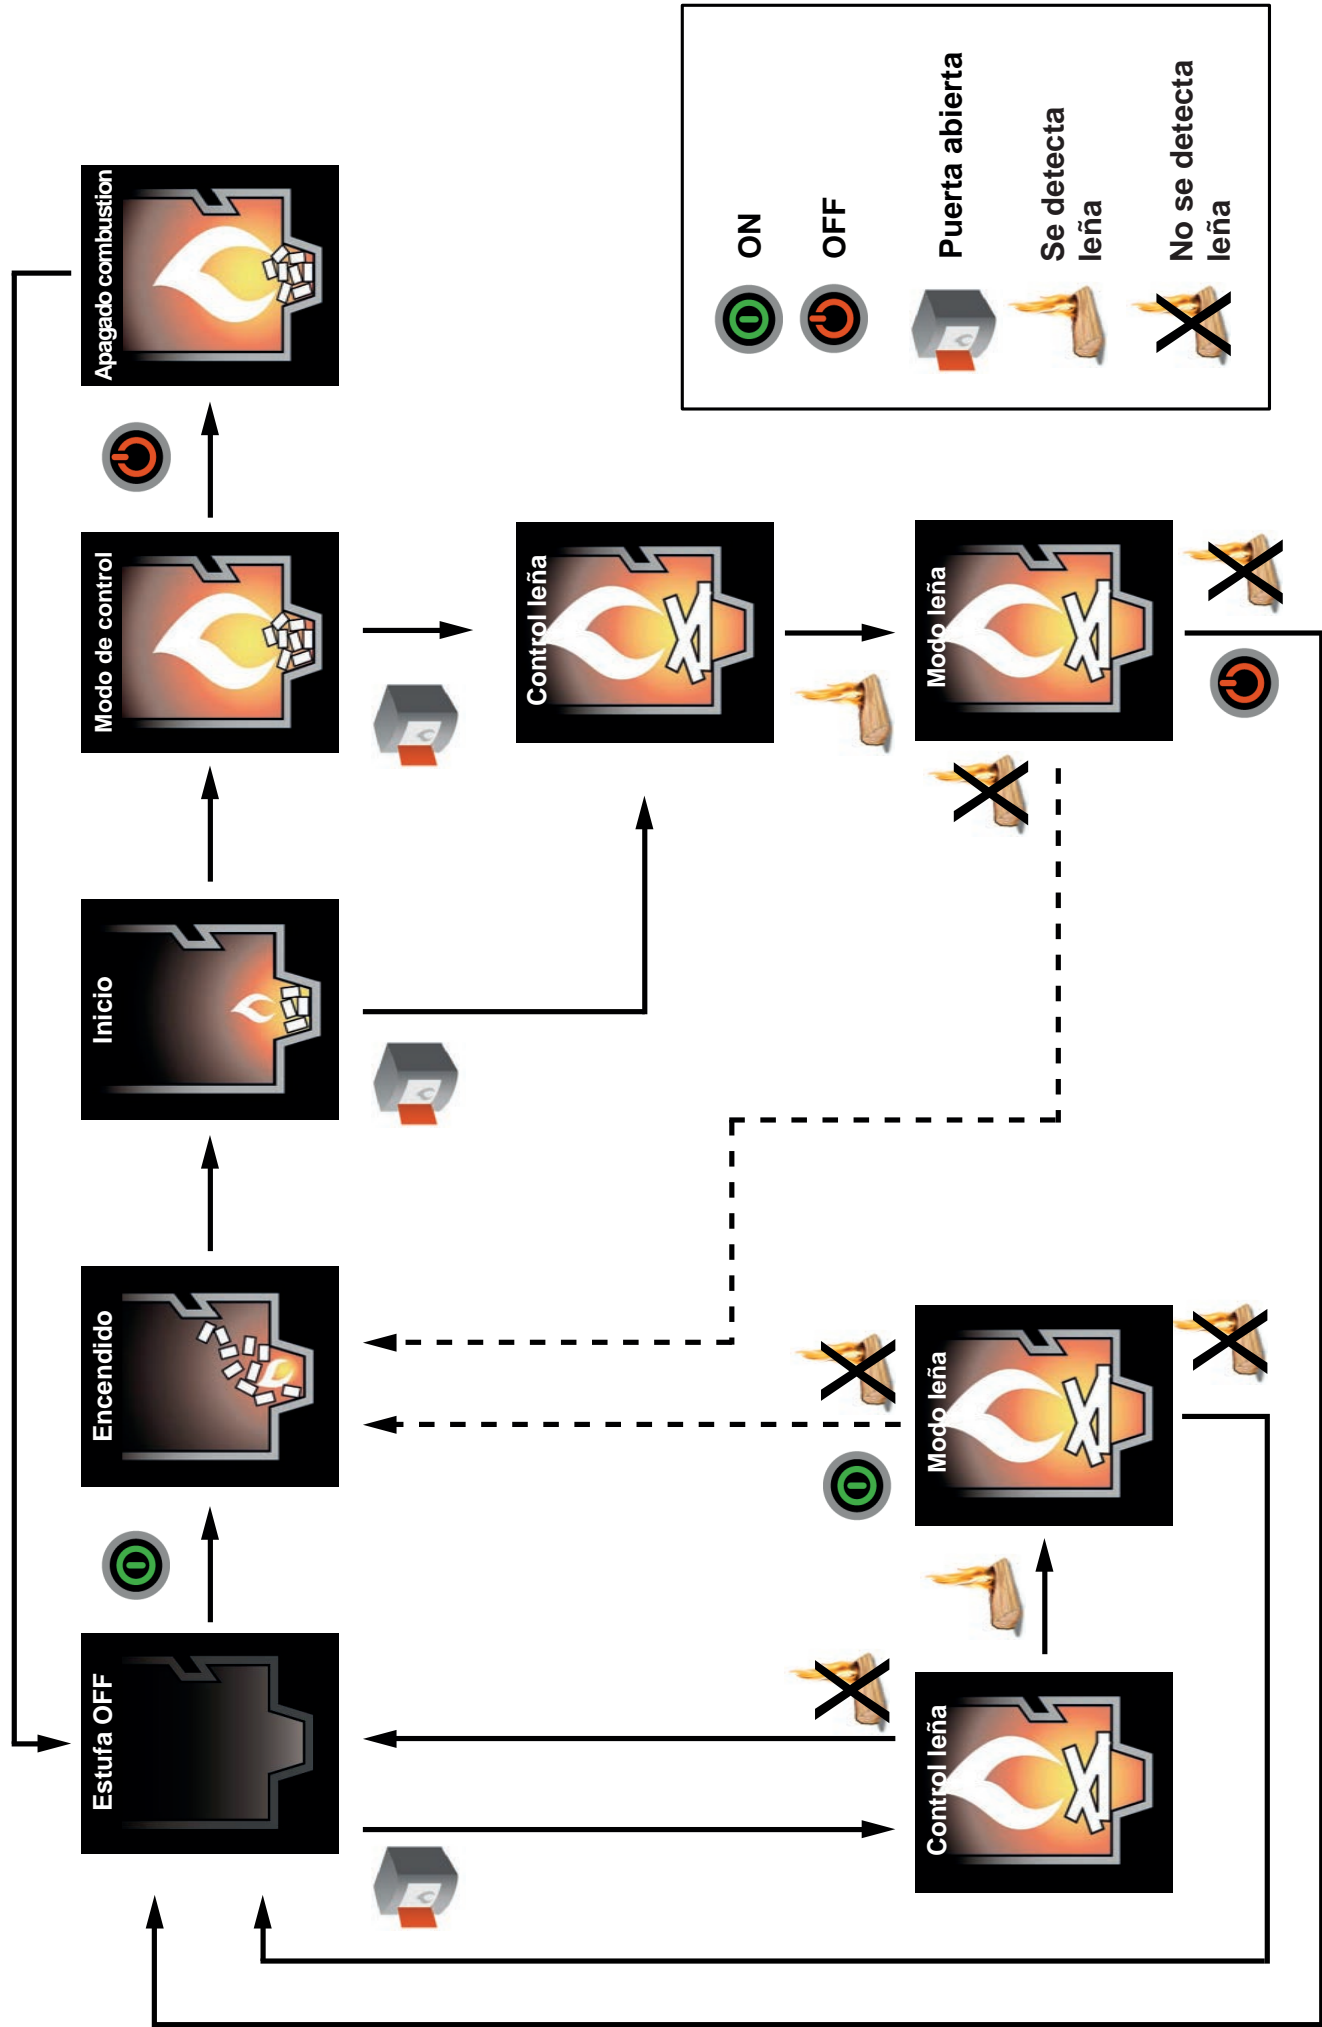 Estufa OFF
Encendido
Inicio
Modo de control
Apagado combustion
Control leña
Modo leña
Control leña
Modo leña
ON
OFF
Puerta abierta
Se detecta
leña
No se detecta
leña